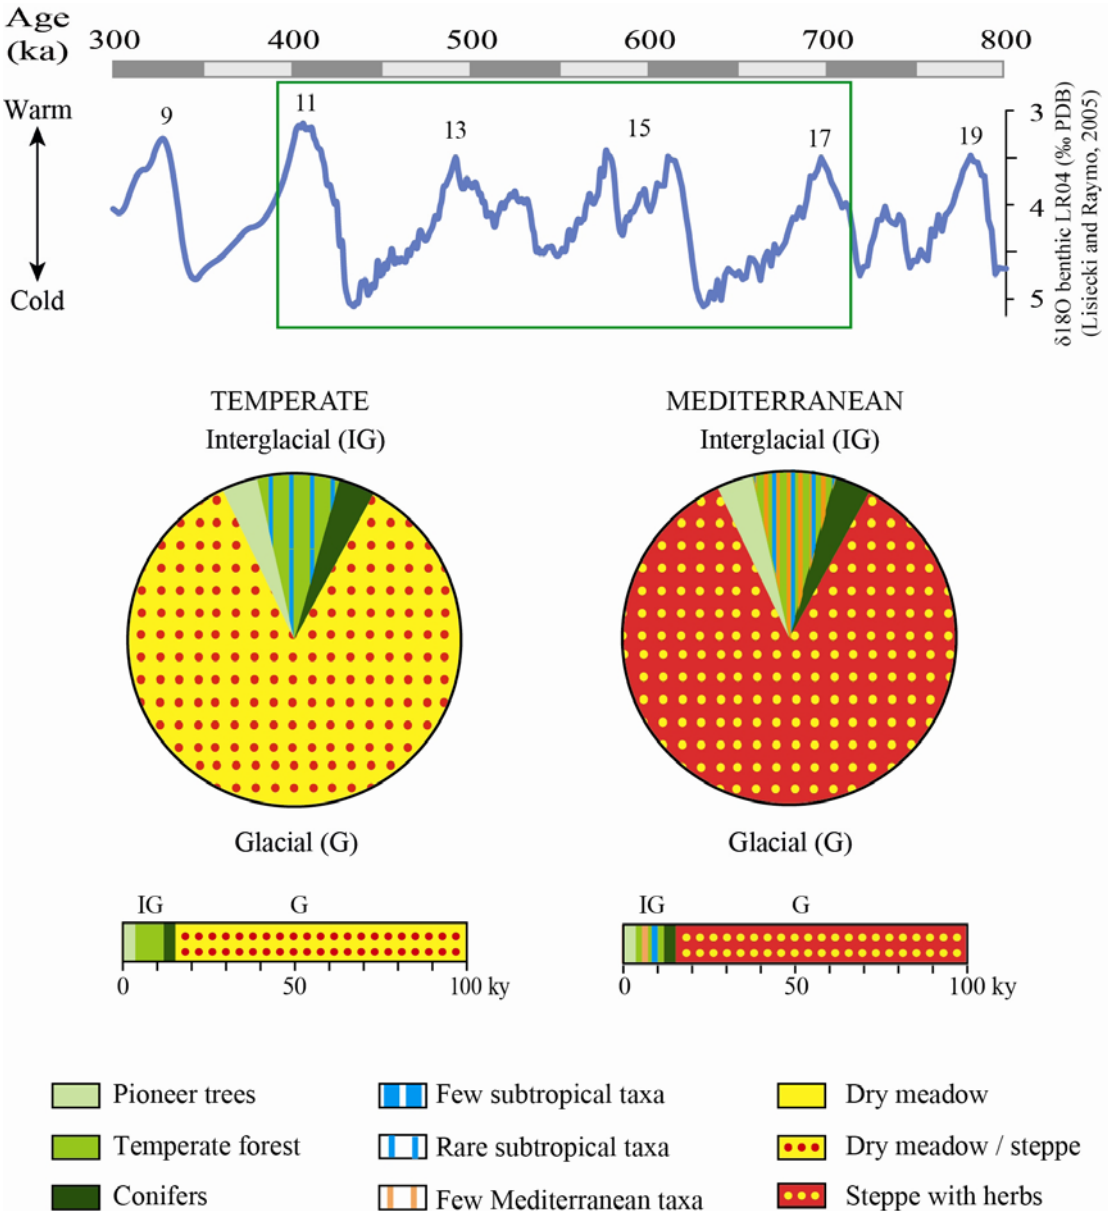 Age
(ka)
300 400 500 600 700 800
Warm
Cold
9
11
13
15
17
19
3
4
5
δ18O benthic LR04 (‰ PDB)
(Lisiecki and Raymo, 2005)
TEMPERATE
Interglacial (IG)
Glacial (G)
IG G
0 50 100 ky
MEDITERRANEAN
Interglacial (IG)
Glacial (G)
IG G
0 50 100 ky
Pioneer trees
Temperate forest
Conifers
Few subtropical taxa
Rare subtropical taxa
Few Mediterranean taxa
Dry meadow
Dry meadow / steppe
Steppe with herbs